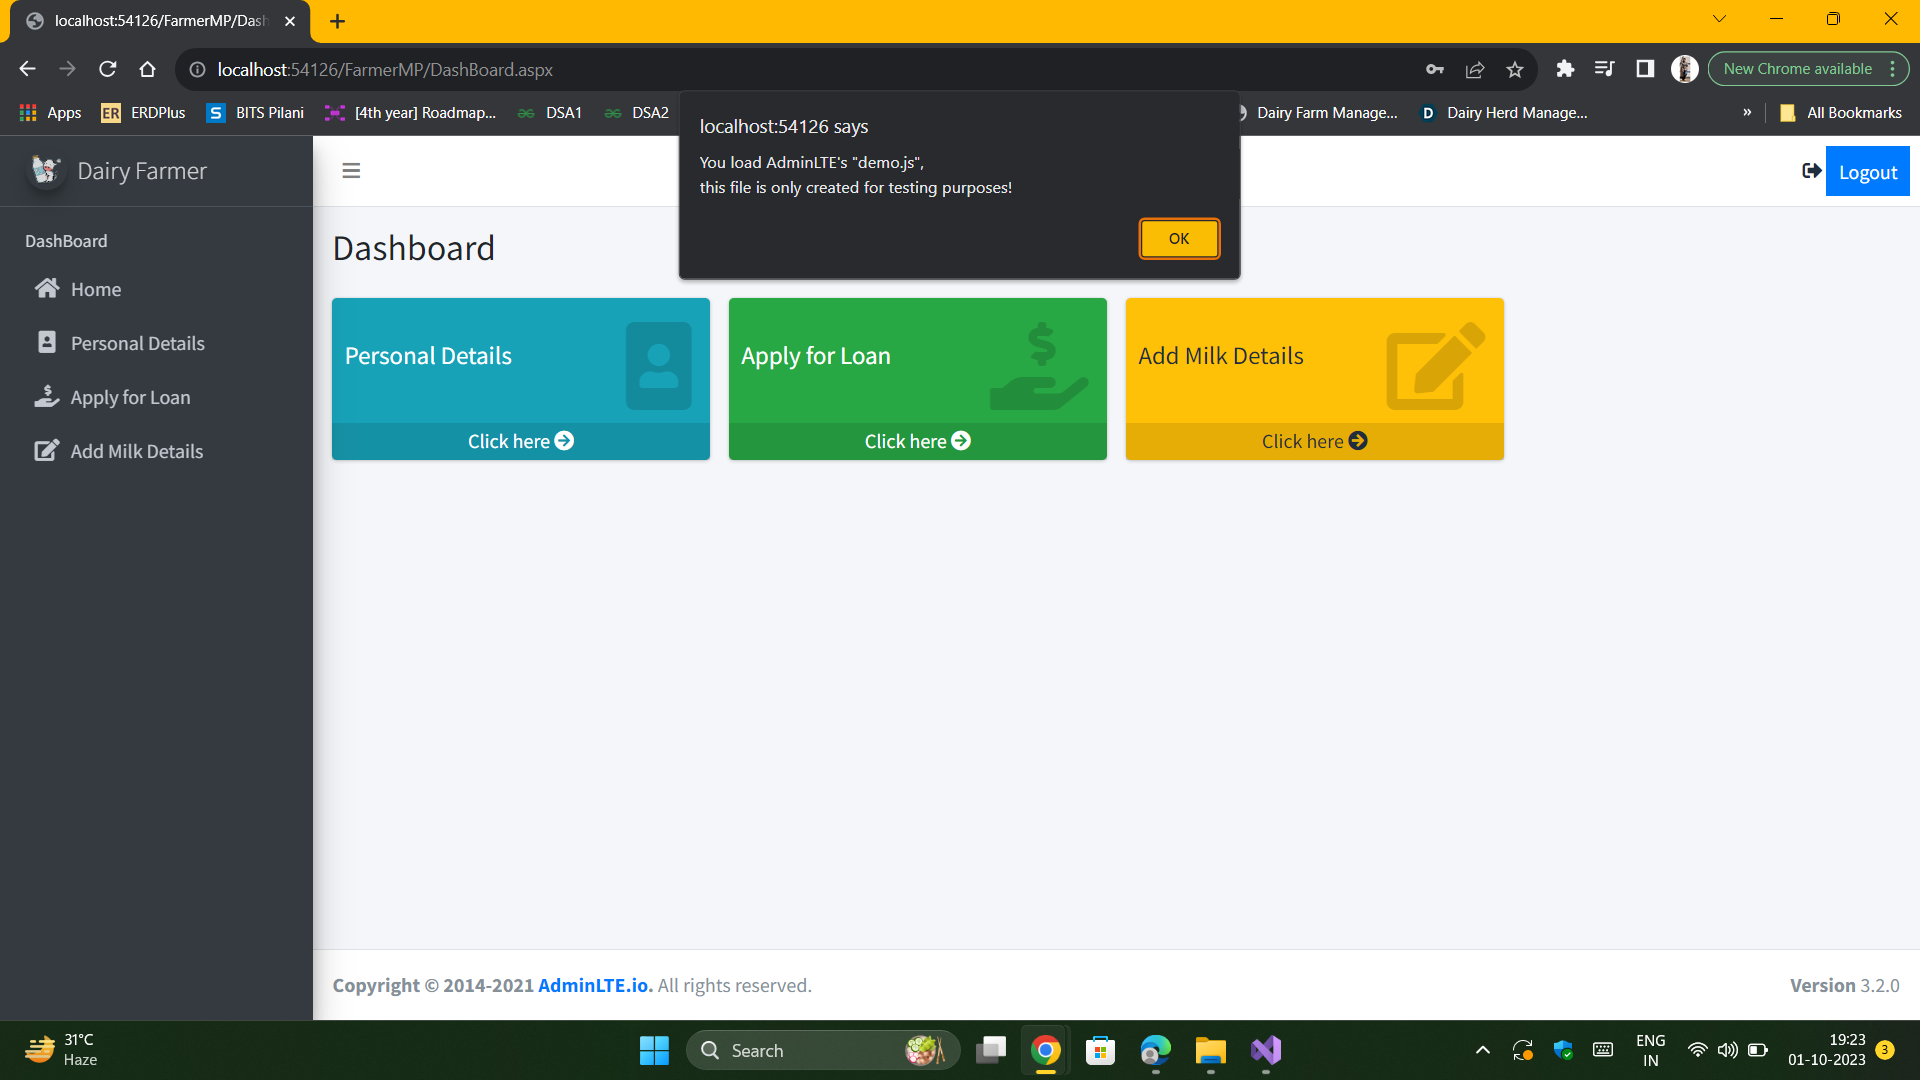 localhost:54126/FarmerMP/Dash
localhost:54126/FarmerMP/DashBoard.aspx
New Chrome available
Apps
ER ERDPlus
S BITS Pilani
[4th year] Roadmap...
DSA1
DSA2
Dairy Farm Manage...
D Dairy Herd Manage...
»
All Bookmarks
localhost:54126 says
You load AdminLTE's "demo.js",
this file is only created for testing purposes!
OK
Dairy Farmer
Logout
DashBoard
Home
Personal Details
Apply for Loan
Add Milk Details
Dashboard
Personal Details
Click here
Apply for Loan
Click here
Add Milk Details
Click here
Copyright © 2014-2021 AdminLTE.io. All rights reserved.
Version 3.2.0
31°C
Haze
Search
ENG
IN
19:23
01-10-2023
3